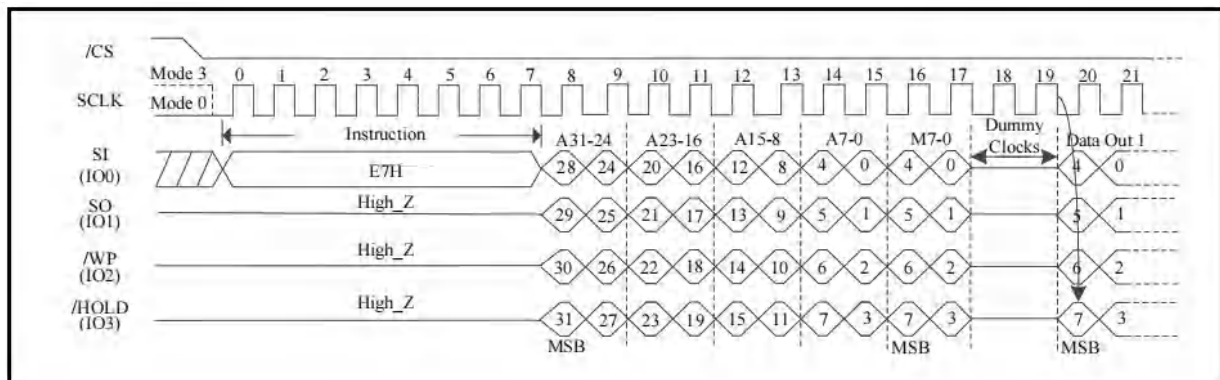 /CS
Mode 3 0 1 2 3 4 5 6 7 8 9 10 11 12 13 14 15 16 17 18 19 20 21
SCLK Mode 0
Instruction A31-24 A23-16 A15-8 A7-0 M7-0 Dummy Clocks Data Out 1
SI (IO0) E7H 28 24 20 16 12 8 4 0 4 0 4 0
High_Z
SO (IO1) 29 25 21 17 13 9 5 1 5 1 5 1
High_Z
/WP (IO2) 30 26 22 18 14 10 6 2 6 2 6 2
High_Z
/HOLD (IO3) 31 27 23 19 15 11 7 3 7 3 7 3
MSB MSB MSB